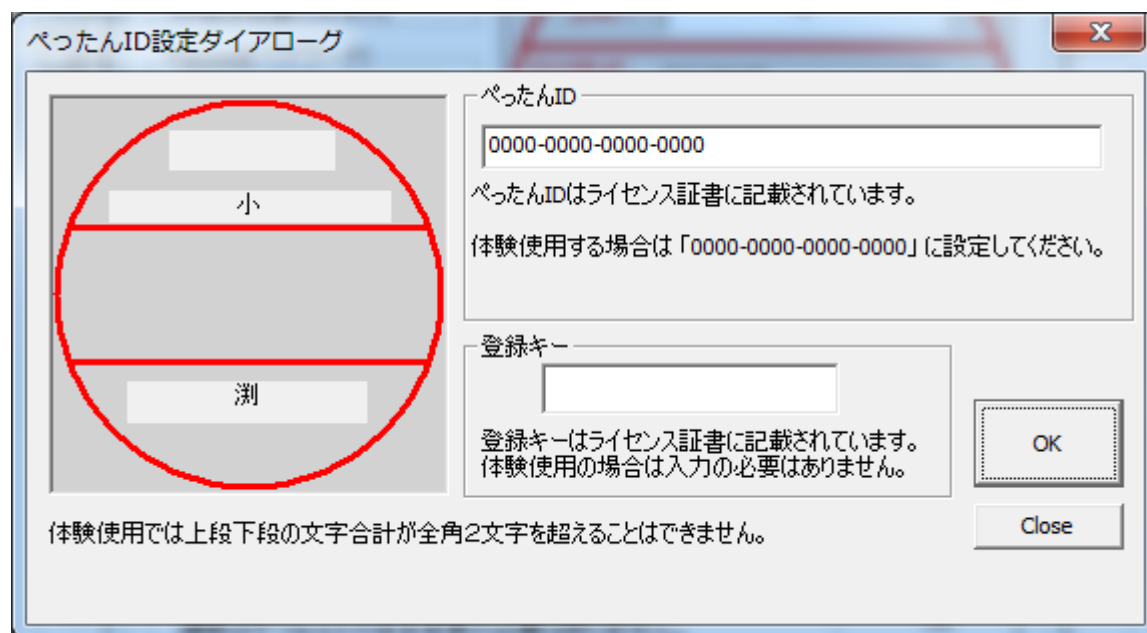 ぺったんID設定ダイアローグ
小
渕
ぺったんID
0000-0000-0000-0000
ぺったんIDはライセンス証書に記載されています。
体験使用する場合は「0000-0000-0000-0000」に設定してください。
登録キー
登録キーはライセンス証書に記載されています。
体験使用の場合は入力の必要はありません。
OK
Close
体験使用では上段下段の文字合計が全角2文字を超えることはできません。